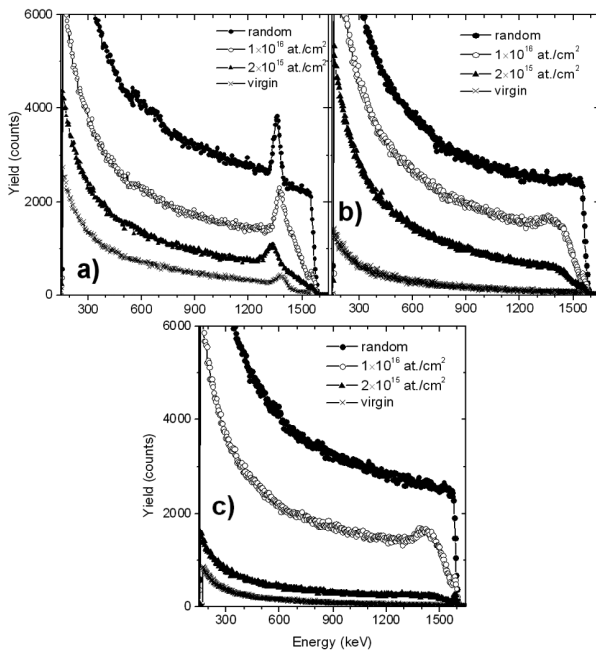 6000
4000
2000
0
Yield (counts)
300 600 900 1200 1500
random
1×10¹⁶ at./cm²
2×10¹⁵ at./cm²
virgin
a)
300 600 900 1200 1500
random
1×10¹⁶ at./cm²
2×10¹⁵ at./cm²
virgin
b)
6000
4000
2000
0
Yield (counts)
300 600 900 1200 1500
Energy (keV)
random
1×10¹⁶ at./cm²
2×10¹⁵ at./cm²
virgin
c)